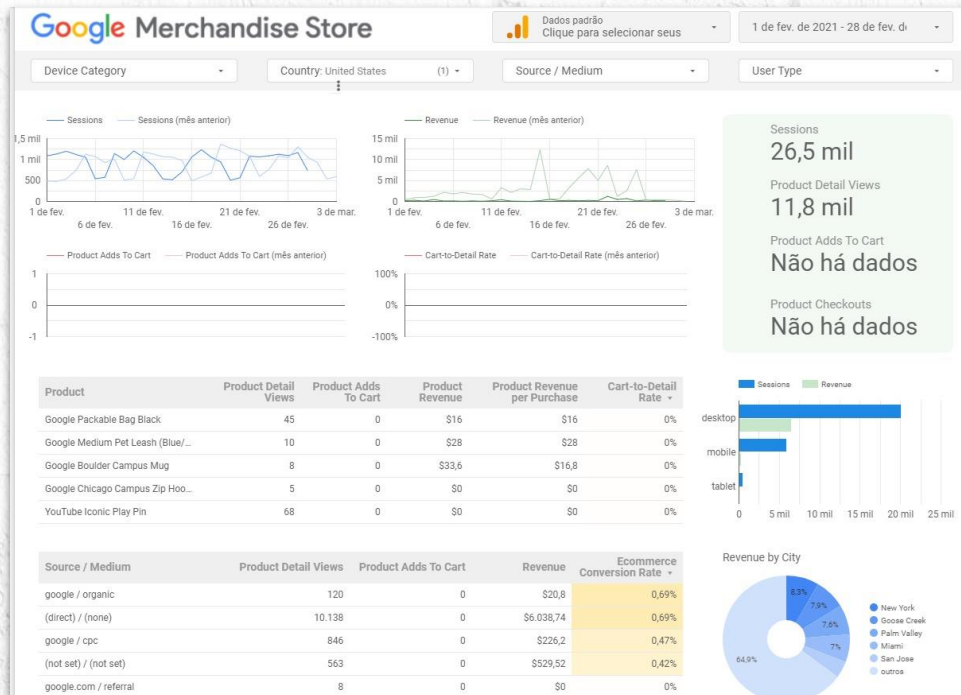 Google Merchandise Store
Dados padrão
Clique para selecionar seus
1 de fev. de 2021 - 28 de fev. d
Device Category
Country: United States (1)
Source / Medium
User Type
Sessions Sessions (mês anterior)
1,5 mil
1 mil
500
0
1 de fev. 11 de fev. 21 de fev. 3 de mar.
6 de fev. 16 de fev. 26 de fev.
Revenue Revenue (mês anterior)
15 mil
10 mil
5 mil
0
1 de fev. 11 de fev. 21 de fev. 3 de mar.
6 de fev. 16 de fev. 26 de fev.
Sessions
26,5 mil
Product Detail Views
11,8 mil
Product Adds To Cart
Não há dados
Product Checkouts
Não há dados
Product Adds To Cart Product Adds To Cart (mês anterior)
1
0
-1
Cart-to-Detail Rate Cart-to-Detail Rate (mês anterior)
100%
0%
-100%
Product Product Detail Views Product Adds To Cart Product Revenue Product Revenue per Purchase Cart-to-Detail Rate
Google Packable Bag Black 45 0 $16 $16 0%
Google Medium Pet Leash (Blue/... 10 0 $28 $28 0%
Google Boulder Campus Mug 8 0 $33,6 $16,8 0%
Google Chicago Campus Zip Hoo... 5 0 $0 $0 0%
YouTube Iconic Play Pin 68 0 $0 $0 0%
Sessions Revenue
desktop
mobile
tablet
0 5 mil 10 mil 15 mil 20 mil 25 mil
Source / Medium Product Detail Views Product Adds To Cart Revenue Ecommerce Conversion Rate
google / organic 120 0 $20,8 0,69%
(direct) / (none) 10.138 0 $6.038,74 0,69%
google / cpc 846 0 $226,2 0,47%
(not set) / (not set) 563 0 $529,52 0,42%
google.com / referral 8 0 $0 0%
Revenue by City
8,3%
7,9%
7,6%
7%
64,9%
New York
Goose Creek
Palm Valley
Miami
San Jose
outros